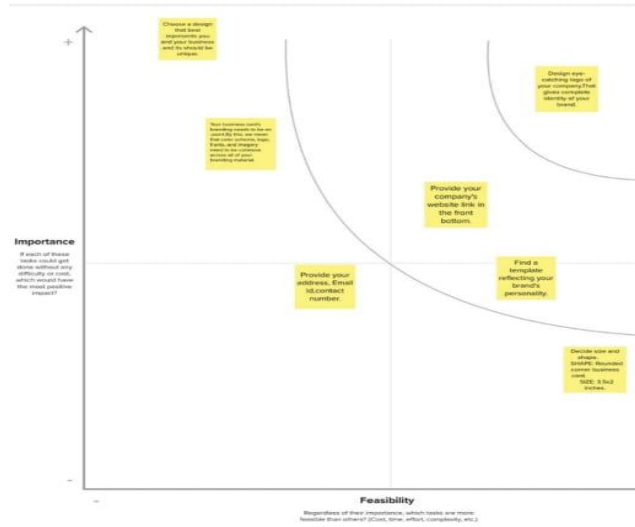 Choose a design
that best
represents you
and your business
and its should be
unique.
+
Design eye-
catching logo of
your company.That
gives complete
identity of your
brand.
Your business card's
branding needs to be on
point.By this, we mean
that color scheme, logo,
fonts, and imagery
need to be cohesive
across all of your
branding material.
Provide your
company's
website link in
the front
bottom.
Importance
If each of these
tasks could get
done without any
difficulty or cost,
which would have
the most positive
impact?
Find a
template
reflecting your
brand's
personality.
Provide your
address, Email
id,contact
number.
Decide size and
shape.
SHAPE: Rounded
corner business
card.
SIZE: 3.5x2
inches.
-
-
Feasibility
Regardless of their importance, which tasks are more
feasible than others? (Cost, time, effort, complexity, etc.)